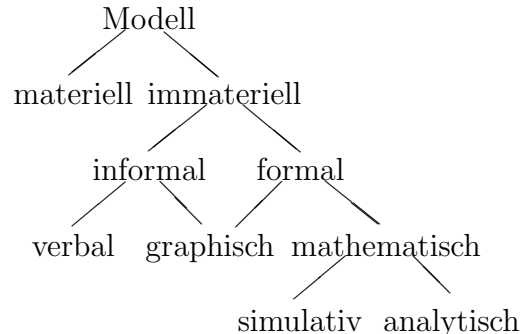 Modell
materiell immateriell
informal formal
verbal graphisch mathematisch
simulativ analytisch